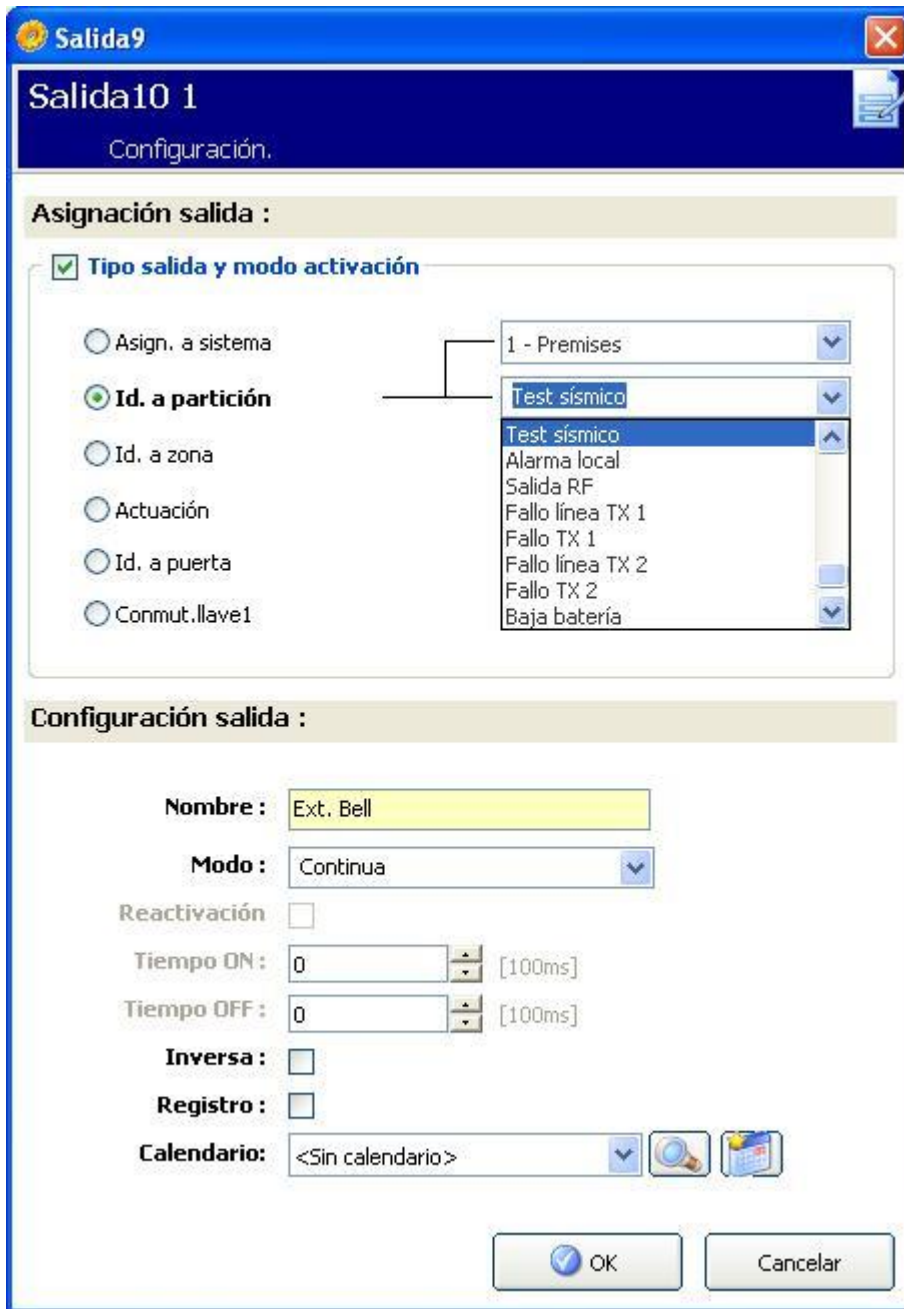 Salida9
Salida10 1
Configuración.
Asignación salida :
Tipo salida y modo activación
Asign. a sistema
1 - Premises
Id. a partición
Test sísmico
Test sísmico
Alarma local
Salida RF
Fallo línea TX 1
Fallo TX 1
Fallo línea TX 2
Fallo TX 2
Baja batería
Id. a zona
Actuación
Id. a puerta
Conmut.llave1
Configuración salida :
Nombre : Ext. Bell
Modo : Continua
Reactivación
Tiempo ON : 0 [100ms]
Tiempo OFF : 0 [100ms]
Inversa :
Registro :
Calendario: <Sin calendario>
OK Cancelar